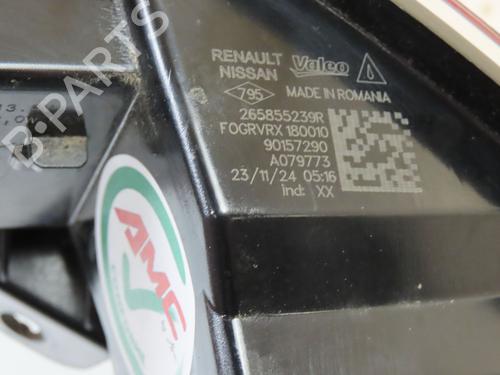 RENAULT Valeo
NISSAN
795 MADE IN ROMANIA
265855239R
FOGRVRX 180010
90157290
A079773
23/11/24 05:16
ind: XX
AMC
B-PARTS